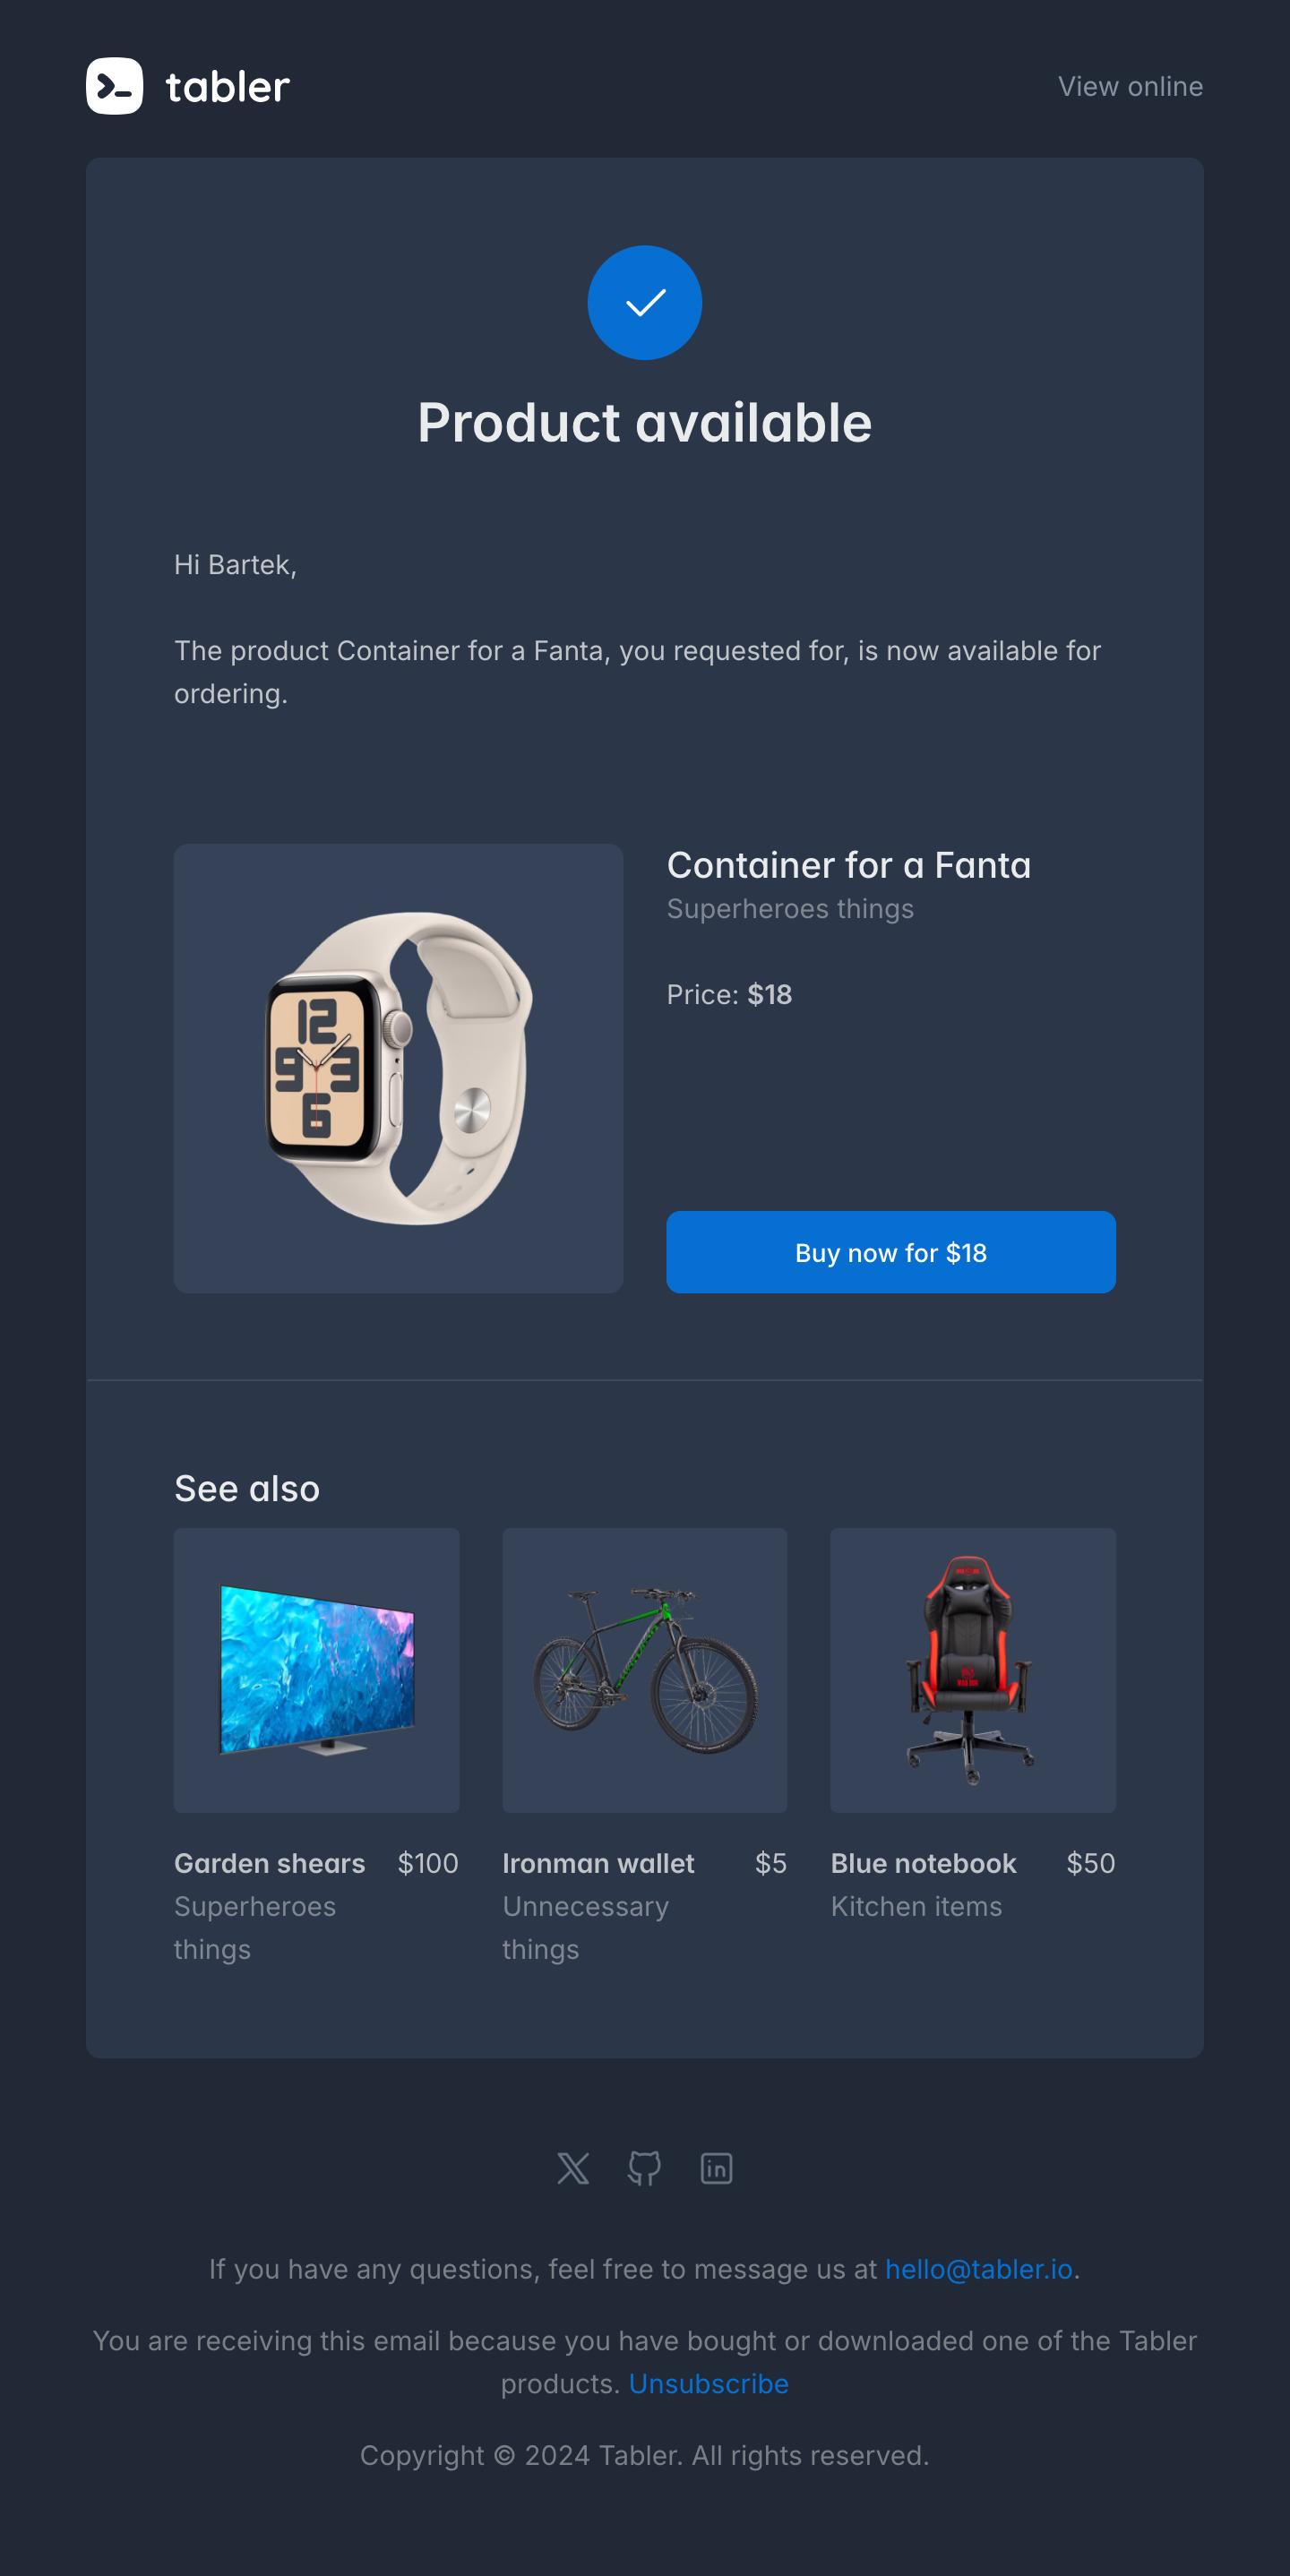 tabler
View online
Product available
Hi Bartek,
The product Container for a Fanta, you requested for, is now available for
ordering.
12
9 3
6
Container for a Fanta
Superheroes things
Price: $18
Buy now for $18
See also
Garden shears $100
Superheroes
things
Ironman wallet $5
Unnecessary
things
Blue notebook $50
Kitchen items
If you have any questions, feel free to message us at hello@tabler.io.
You are receiving this email because you have bought or downloaded one of the Tabler
products. Unsubscribe
Copyright © 2024 Tabler. All rights reserved.